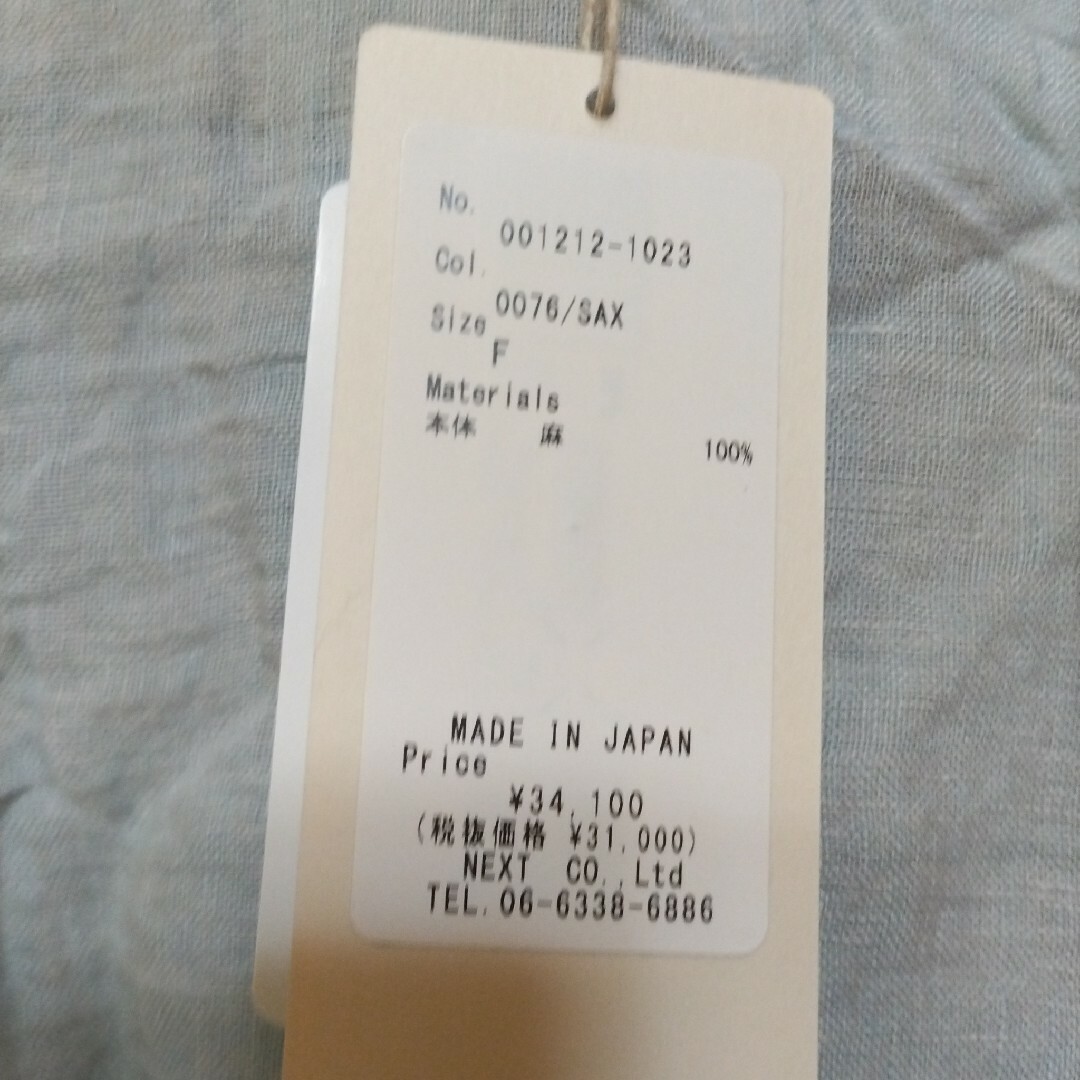 No.
001212-1023
Col.
0076/SAX
Size
F
Materials
本体 麻 100%
MADE IN JAPAN
Price
¥34,100
(税抜価格 ¥31,000)
NEXT CO.,Ltd
TEL.06-6338-6886